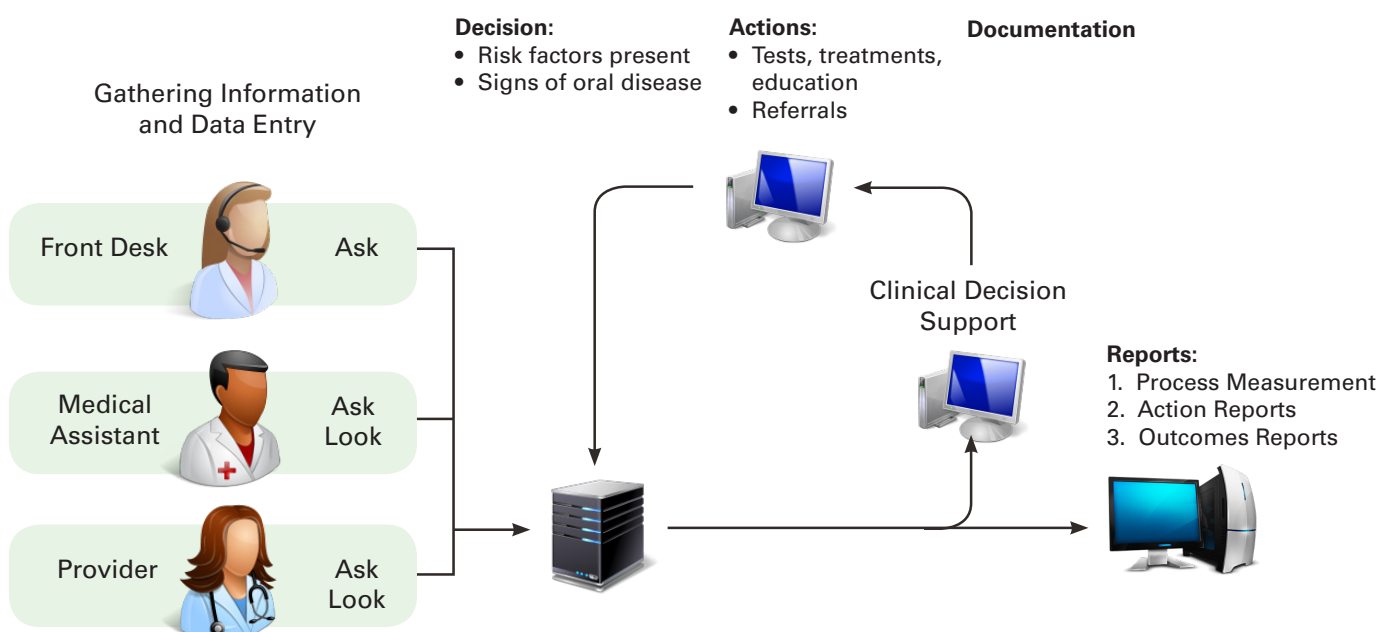 Decision:
• Risk factors present
• Signs of oral disease
Actions:
• Tests, treatments,
education
• Referrals
Documentation
Gathering Information
and Data Entry
Front Desk
Ask
Medical
Assistant
Ask
Look
Provider
Ask
Look
Clinical Decision
Support
Reports:
1. Process Measurement
2. Action Reports
3. Outcomes Reports